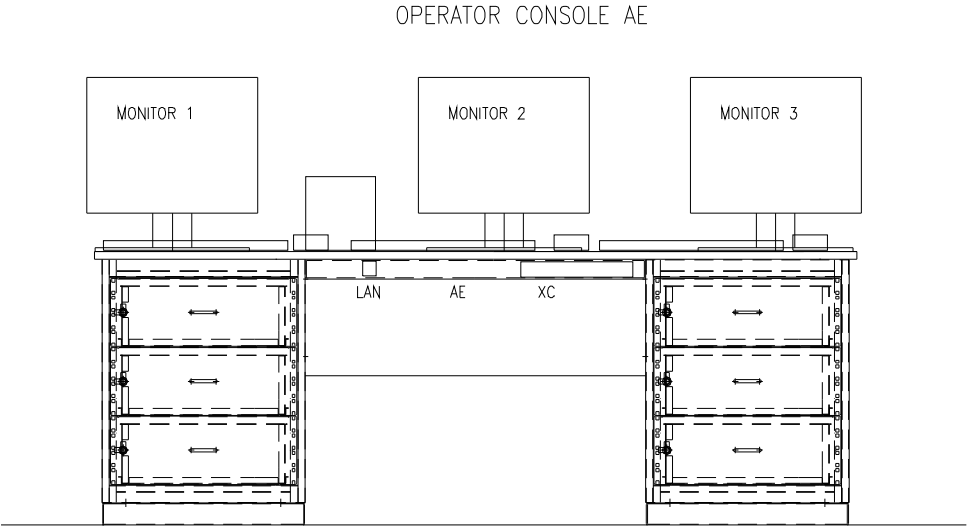 OPERATOR CONSOLE AE
MONITOR 1
MONITOR 2
MONITOR 3
LAN
AE
XC